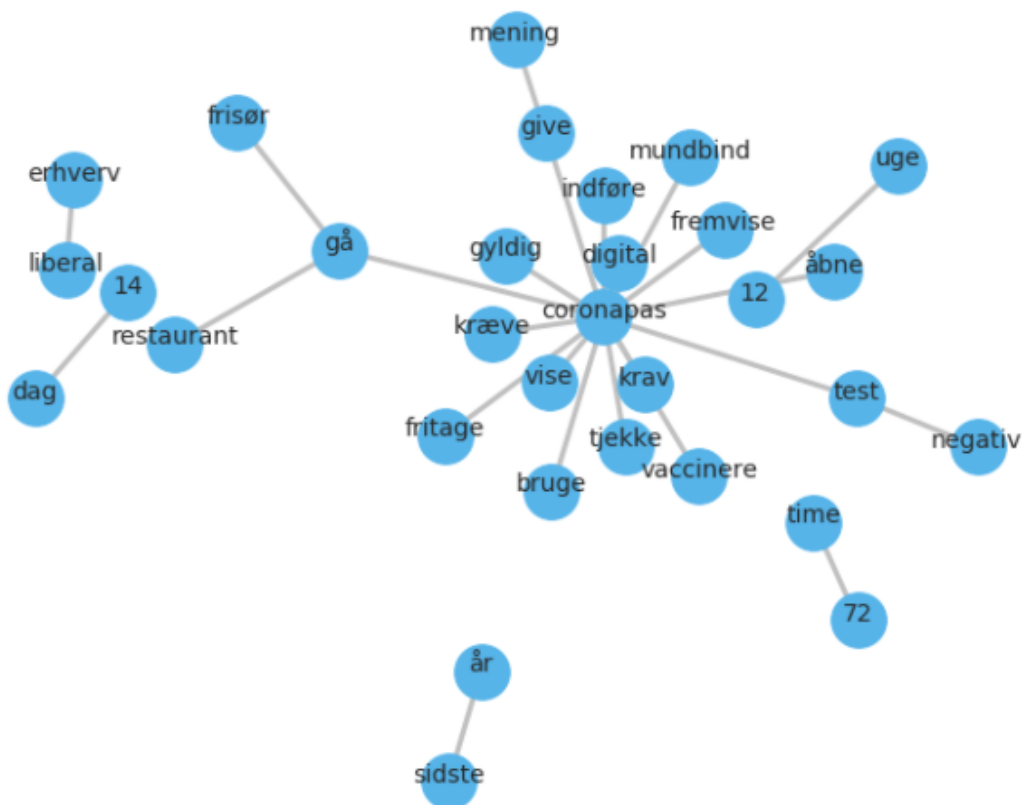 mening
frisør
give
mundbind
uge
erhverv
indføre
fremvise
gå
gyldig
digital
liberal
åbne
14
12
coronapas
kræve
restaurant
vise
krav
dag
test
fritage
tjekke
negativ
vaccinere
bruge
time
72
år
sidste